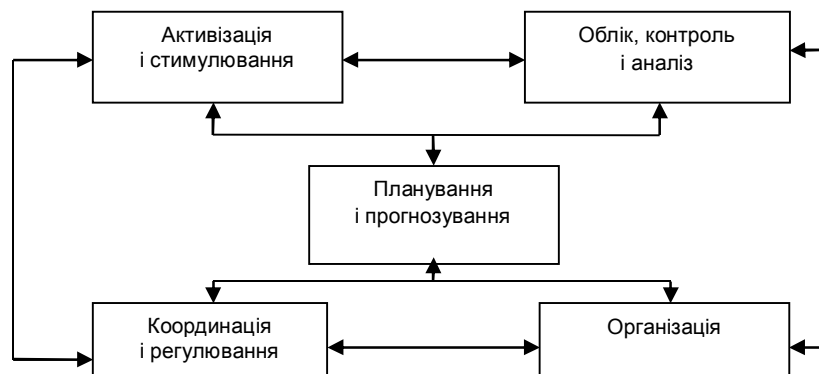 Активізація
і стимулювання
Облік, контроль
і аналіз
Планування
і прогнозування
Координація
і регулювання
Організація